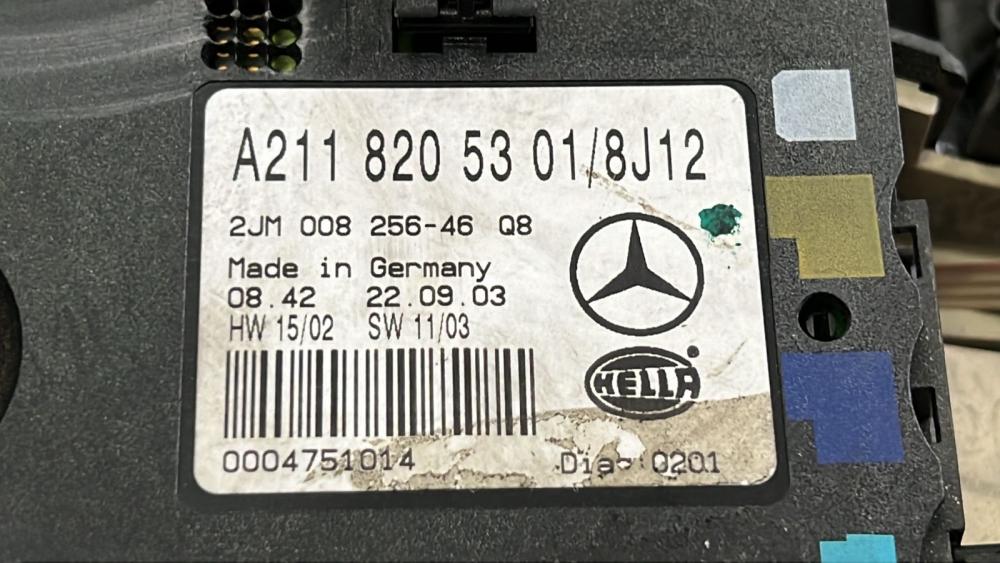 A211 820 53 01/8J12
2JM 008 256-46 Q8
Made in Germany
08.42 22.09.03
HW 15/02 SW 11/03
HELLA
0004751014
Dia- 0201